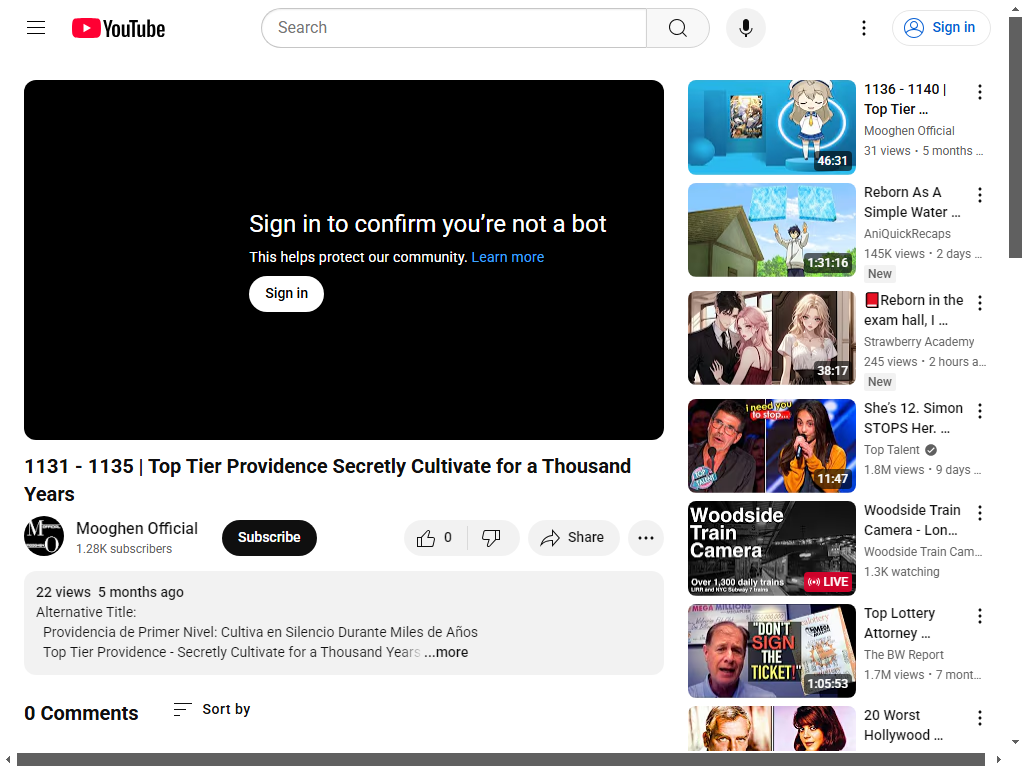 YouTube
Search
Sign in
Sign in to confirm you're not a bot
This helps protect our community. Learn more
Sign in
1131 - 1135 | Top Tier Providence Secretly Cultivate for a Thousand
Years
Mooghen Official
1.28K subscribers
Subscribe
0
Share
22 views 5 months ago
Alternative Title:
Providencia de Primer Nivel: Cultiva en Silencio Durante Miles de Años
Top Tier Providence - Secretly Cultivate for a Thousand Years ...more
0 Comments
Sort by
46:31
1136 - 1140 |
Top Tier ...
Mooghen Official
31 views • 5 months ...
1:31:16
Reborn As A
Simple Water ...
AniQuickRecaps
145K views • 2 days ...
New
38:17
Reborn in the
exam hall, I ...
Strawberry Academy
245 views • 2 hours a...
New
i need you
to stop...
TOP TALENT
11:47
She's 12. Simon
STOPS Her. ...
Top Talent
1.8M views • 9 days ...
Woodside
Train
Camera
Over 1,300 daily trains
LIRR and NYC Subway 7 trains
LIVE
Woodside Train
Camera - Lon...
Woodside Train Cam...
1.3K watching
MEGA MILLIONS
"DON'T
SIGN
THE
TICKET!"
1:05:53
Top Lottery
Attorney ...
The BW Report
1.7M views • 7 mont...
20 Worst
Hollywood ...